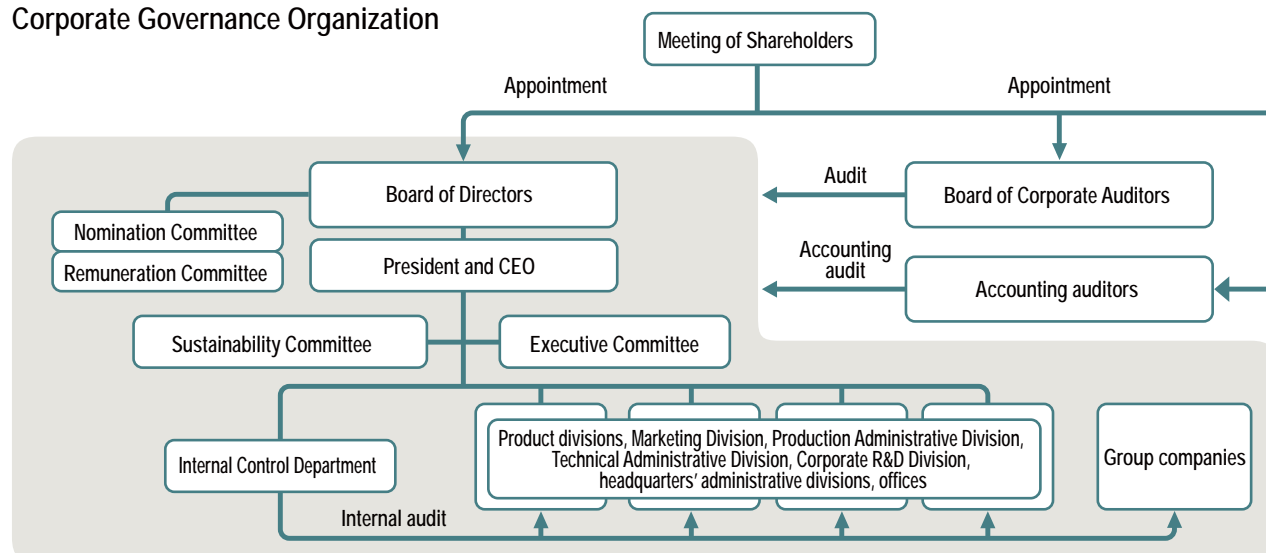 Corporate Governance Organization
Meeting of Shareholders
Appointment
Appointment
Board of Directors
Audit
Board of Corporate Auditors
Nomination Committee
Remuneration Committee
President and CEO
Accounting
audit
Accounting auditors
Sustainability Committee
Executive Committee
Internal Control Department
Product divisions, Marketing Division, Production Administrative Division,
Technical Administrative Division, Corporate R&D Division,
headquarters’ administrative divisions, offices
Group companies
Internal audit